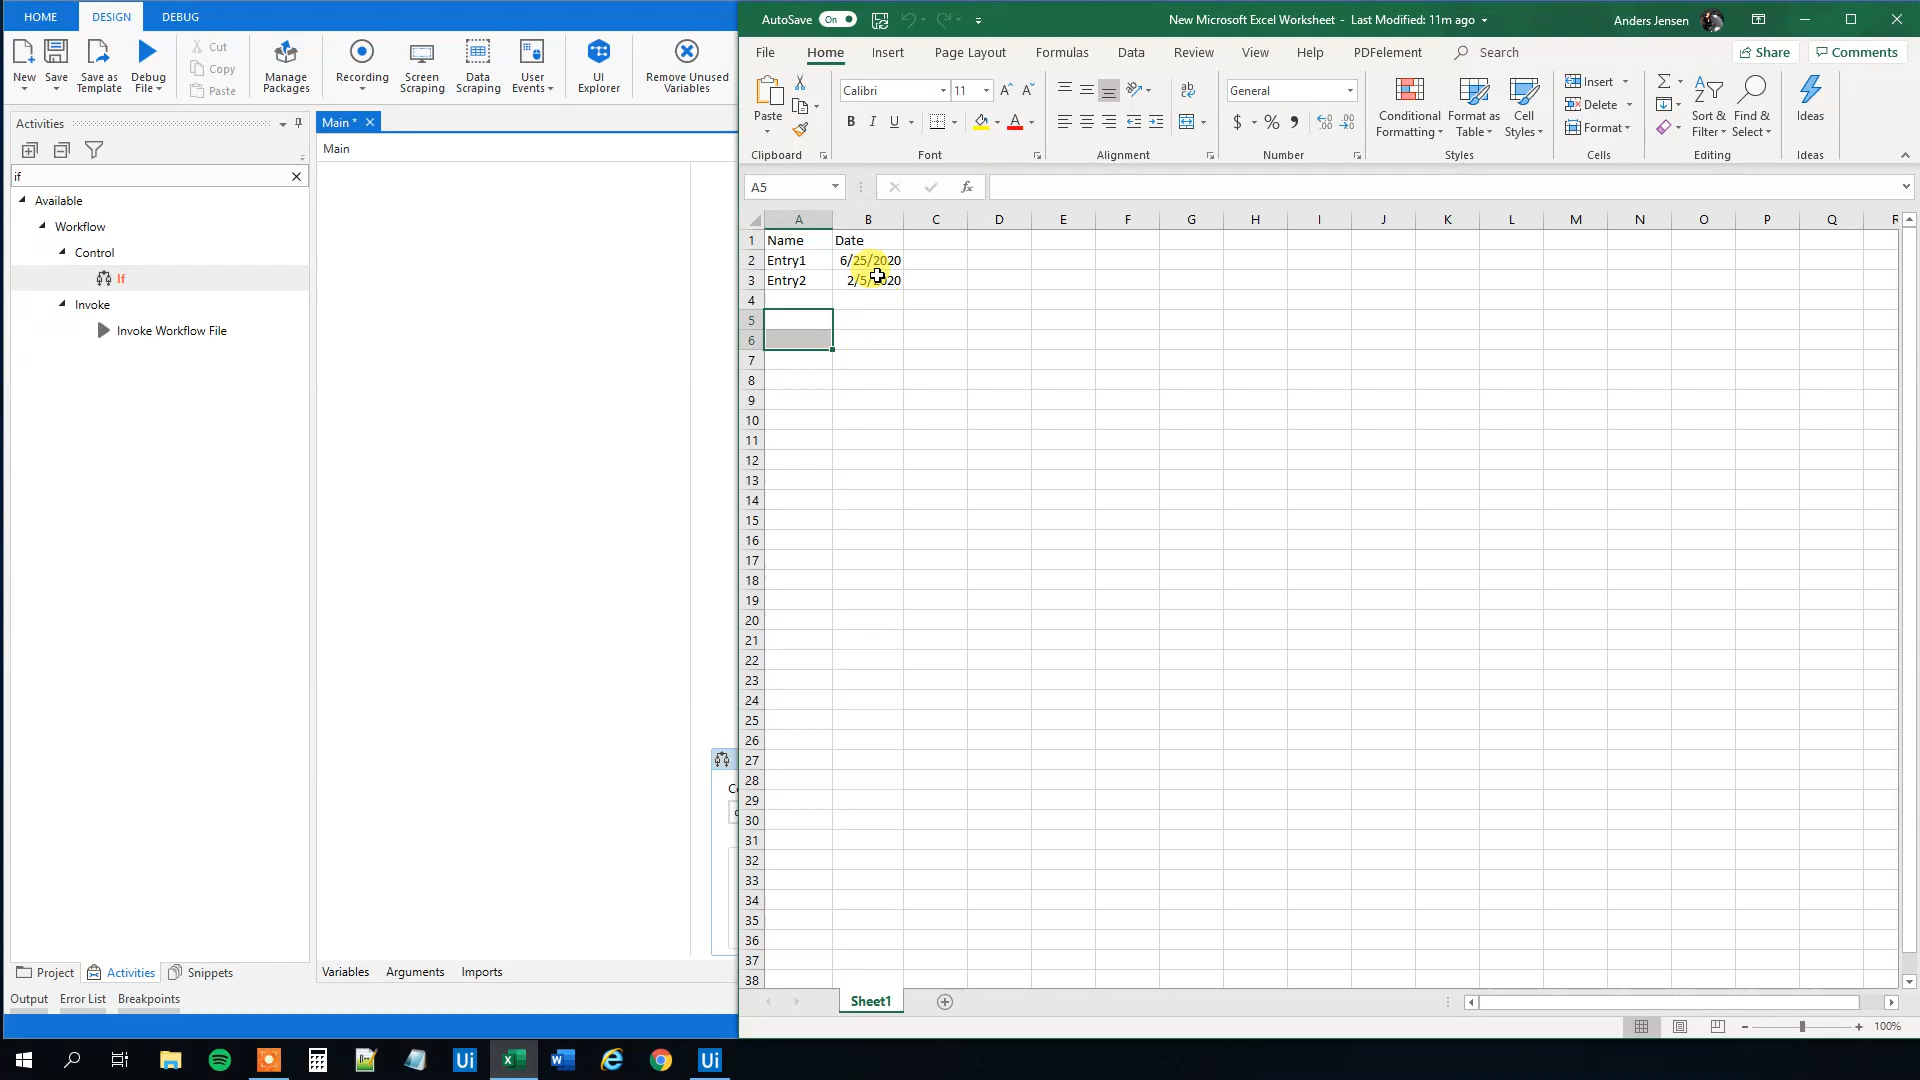 HOME DESIGN DEBUG
New Save Save as Template Debug File Cut Copy Paste Manage Packages Recording Screen Scraping Data Scraping User Events UI Explorer Remove Unused Variables
Activities
if
Available
Workflow
Control
If
Invoke
Invoke Workflow File
Project Activities Snippets
Output Error List Breakpoints
Main *
Main
Variables Arguments Imports
AutoSave On New Microsoft Excel Worksheet - Last Modified: 11m ago Anders Jensen
File Home Insert Page Layout Formulas Data Review View Help PDFelement Search Share Comments
Paste Calibri 11 General Conditional Formatting Format as Table Cell Styles Insert Delete Format Sort & Filter Find & Select Ideas
B I U A $ % 9
Clipboard Font Alignment Number Styles Cells Editing Ideas
A5 fx
A B C D E F G H I J K L M N O P Q R
1 Name Date
2 Entry1 6/25/2020
3 Entry2 2/5/2020
4
5
6
7
8
9
10
11
12
13
14
15
16
17
18
19
20
21
22
23
24
25
26
27
28
29
30
31
32
33
34
35
36
37
38
Sheet1
100%
Ui Ui